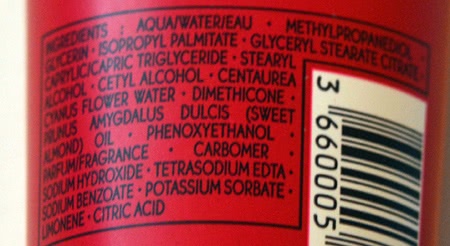 INGREDIENTS : AQUA/WATER/EAU · METHYLPROPANEDIOL ·
GLYCERIN · ISOPROPYL PALMITATE · GLYCERYL STEARATE CITRATE ·
CAPRYLIC/CAPRIC TRIGLYCERIDE · STEARYL
ALCOHOL · CETYL ALCOHOL · CENTAUREA
CYANUS FLOWER WATER · DIMETHICONE ·
PRUNUS AMYGDALUS DULCIS (SWEET
ALMOND) OIL · PHENOXYETHANOL ·
PARFUM/FRAGRANCE · CARBOMER ·
SODIUM HYDROXIDE · TETRASODIUM EDTA ·
SODIUM BENZOATE · POTASSIUM SORBATE ·
LIMONENE · CITRIC ACID
3 660005